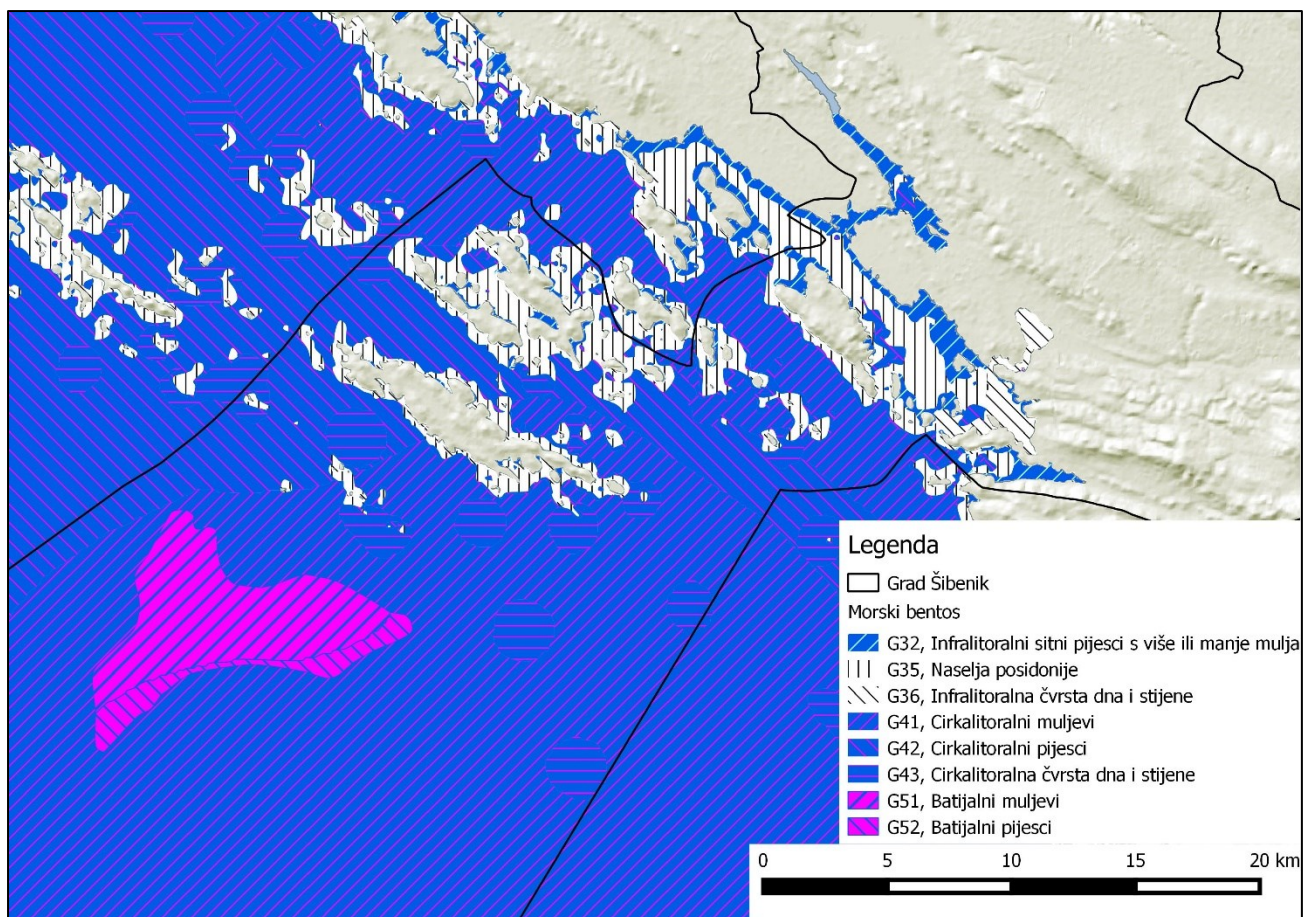 Legenda
Grad Šibenik
Morski bentos
G32, Infralitoralni sitni pijesci s više ili manje mulja
G35, Naselja posidonije
G36, Infralitoralna čvrsta dna i stijene
G41, Cirkalitoralni muljevi
G42, Cirkalitoralni pijesci
G43, Cirkalitoralna čvrsta dna i stijene
G51, Batijalni muljevi
G52, Batijalni pijesci
0 5 10 15 20 km